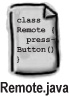 class
Remote {
press-
Button()
}
Remote.java